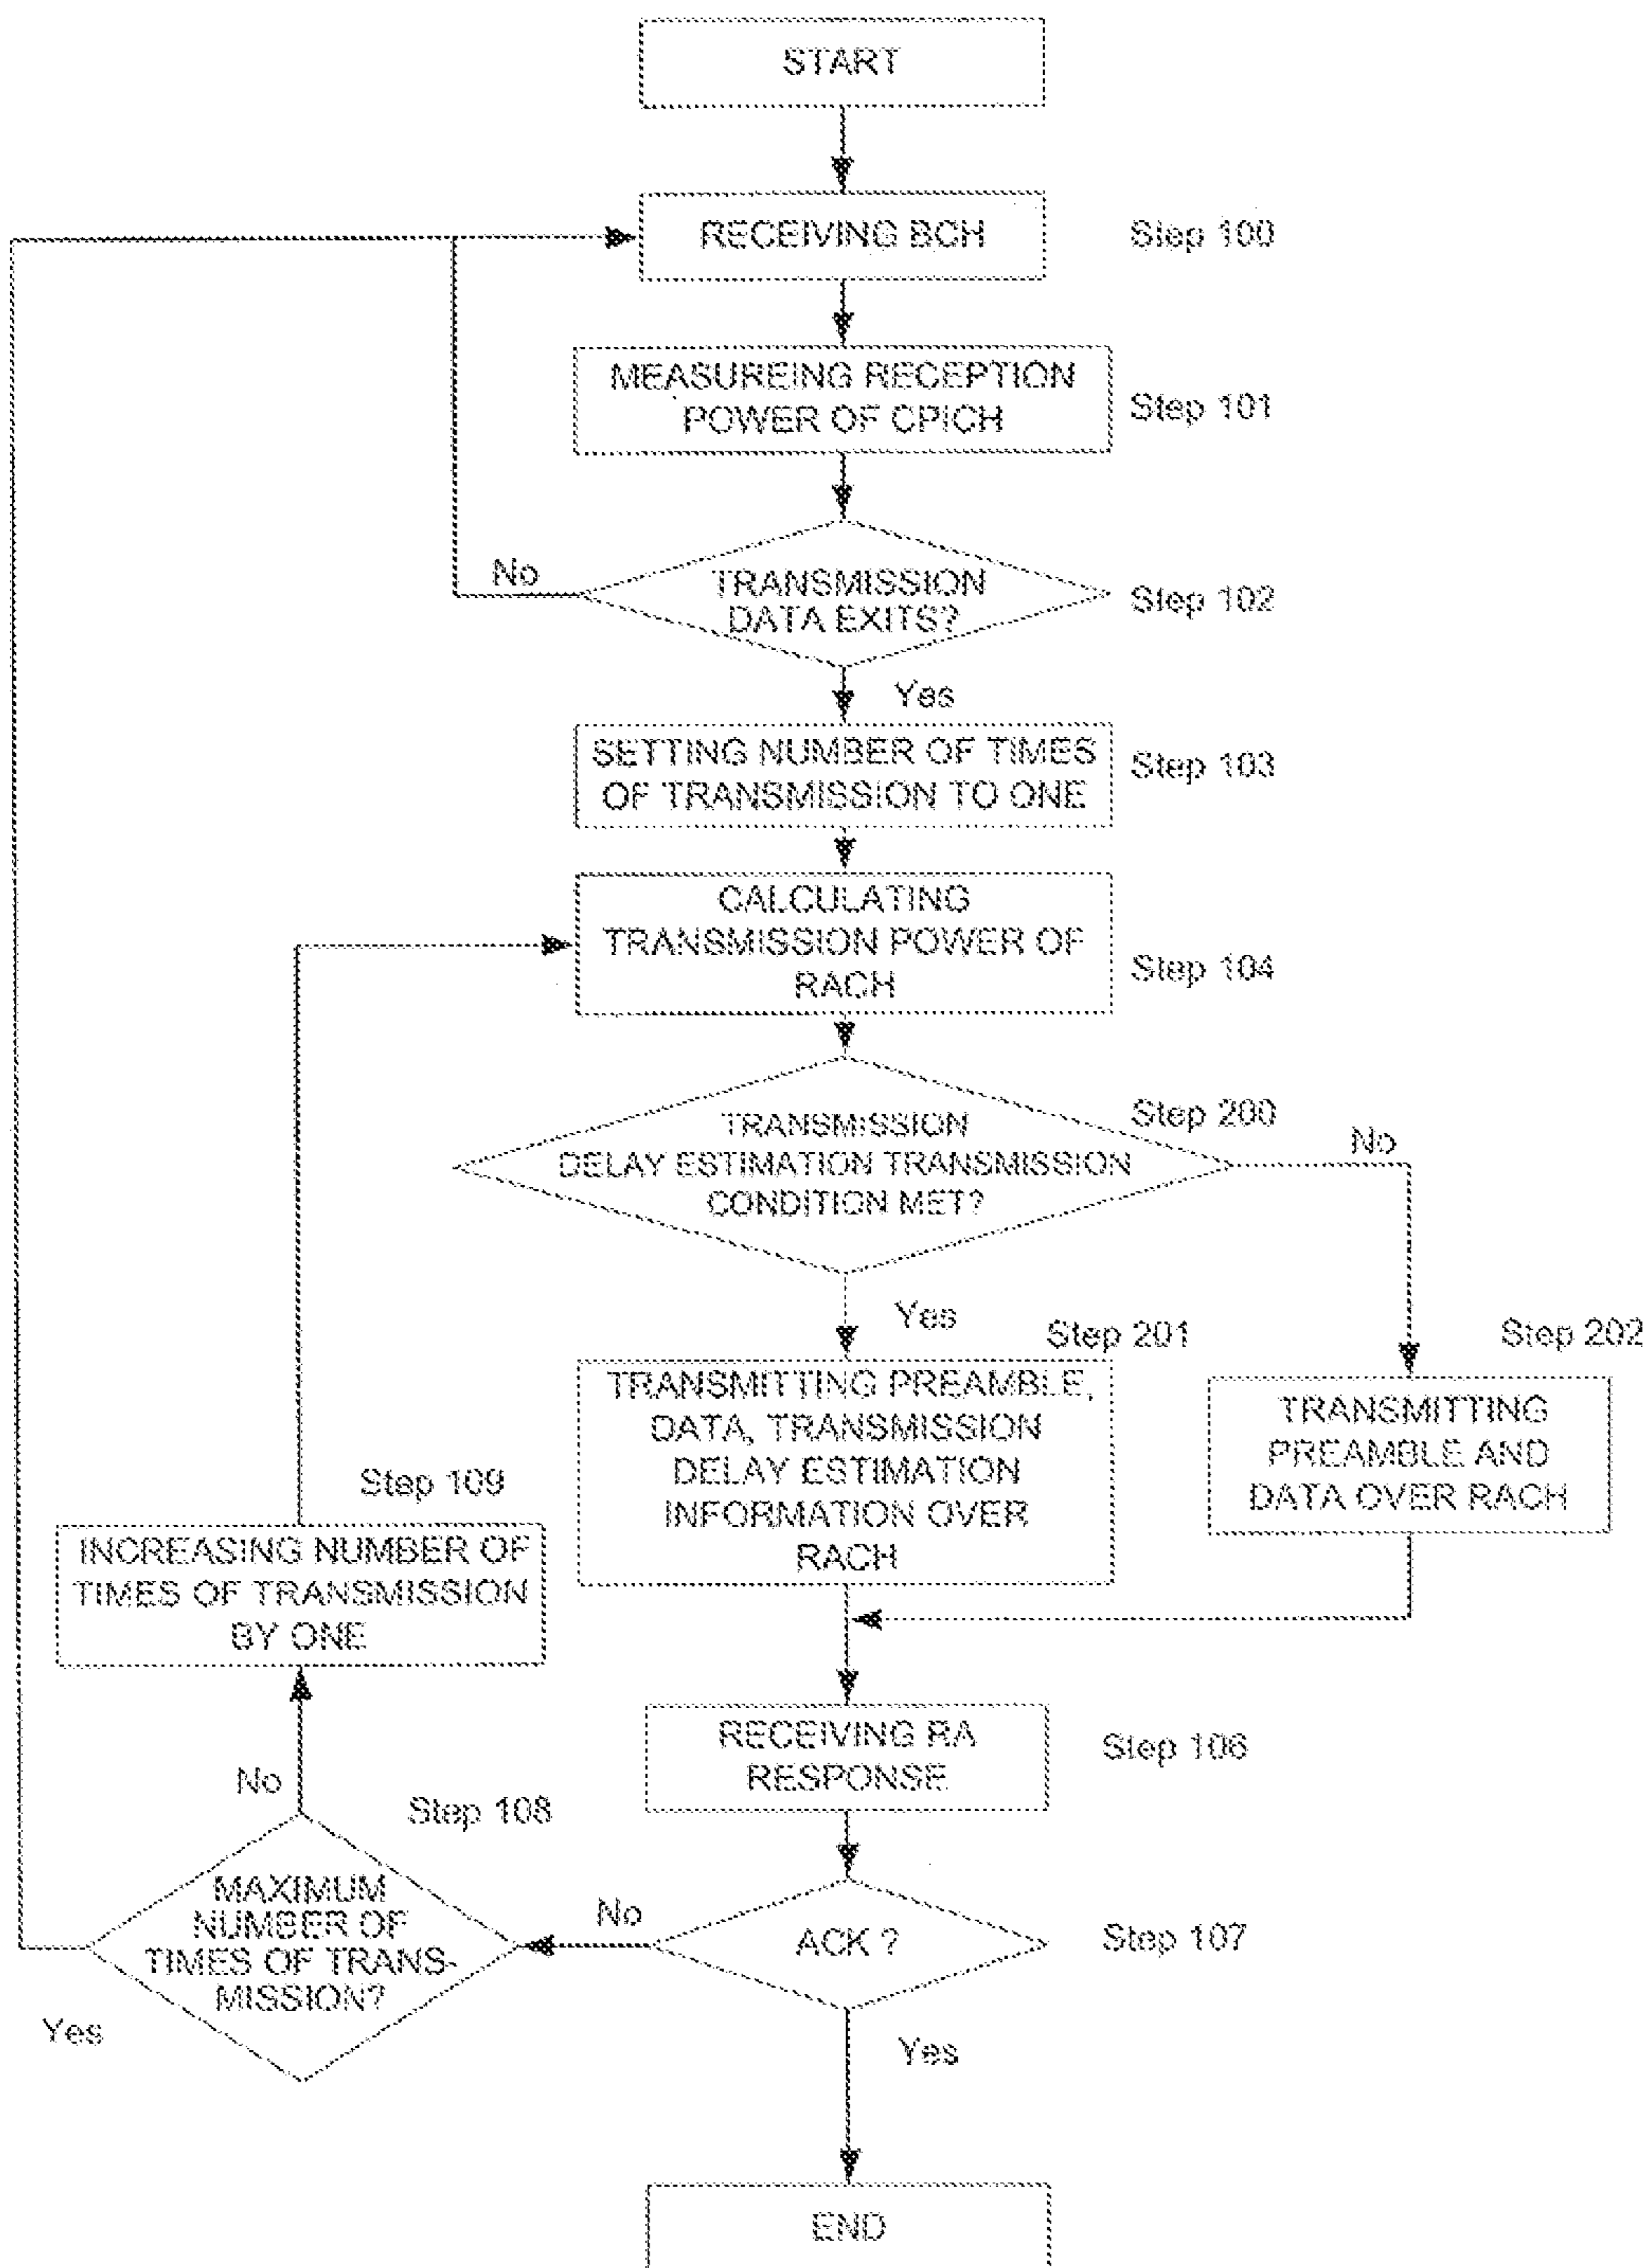 START
RECEIVING BCH
Step 100
MEASUREING RECEPTION
POWER OF CPICH
Step 101
No
TRANSMISSION
DATA EXITS?
Step 102
Yes
SETTING NUMBER OF TIMES
OF TRANSMISSION TO ONE
Step 103
CALCULATING
TRANSMISSION POWER OF
RACH
Step 104
TRANSMISSION
DELAY ESTIMATION TRANSMISSION
CONDITION MET?
Step 200
No
Yes
Step 201
Step 202
TRANSMITTING PREAMBLE,
DATA, TRANSMISSION
DELAY ESTIMATION
INFORMATION OVER
RACH
TRANSMITTING
PREAMBLE AND
DATA OVER RACH
Step 109
INCREASING NUMBER OF
TIMES OF TRANSMISSION
BY ONE
RECEIVING RA
RESPONSE
Step 106
No
Step 108
MAXIMUM
NUMBER OF
TIMES OF TRANS-
MISSION?
No
ACK ?
Step 107
Yes
Yes
END